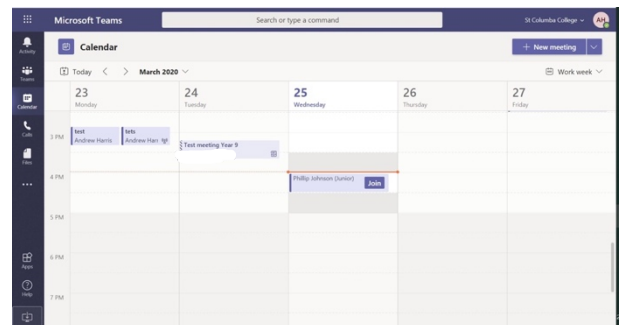 Microsoft Teams
Search or type a command
St Columba College
AH
Activity
Teams
Calendar
Calls
Files
Apps
Help
Calendar
+ New meeting
Today
March 2020
Work week
23
Monday
24
Tuesday
25
Wednesday
26
Thursday
27
Friday
3 PM
4 PM
5 PM
6 PM
7 PM
test
Andrew Harris
tets
Andrew Harr
Test meeting Year 9
Phillip Johnson (Junior)
Join